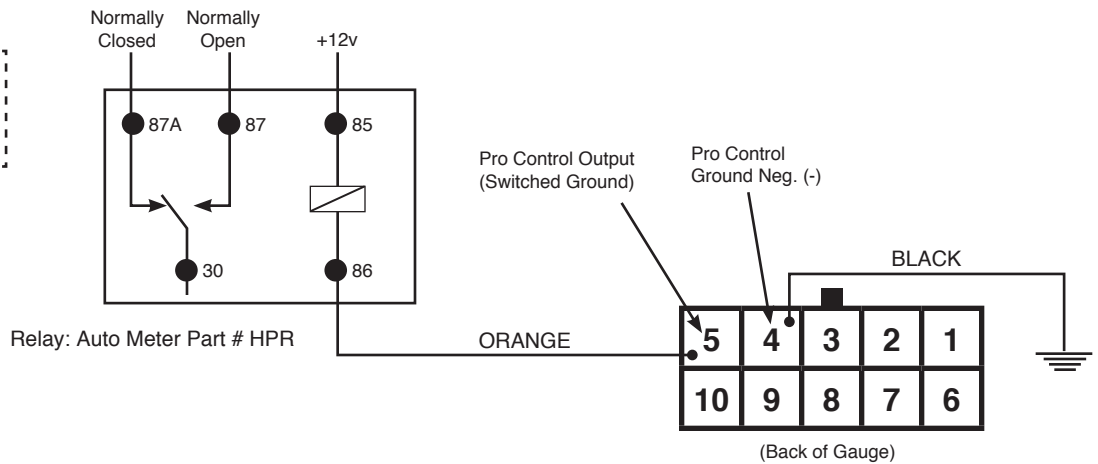 Normally
Closed
Normally
Open
+12v
87A
87
85
30
86
Relay: Auto Meter Part # HPR
Pro Control Output
(Switched Ground)
Pro Control
Ground Neg. (-)
BLACK
ORANGE
5 4 3 2 1
10 9 8 7 6
(Back of Gauge)